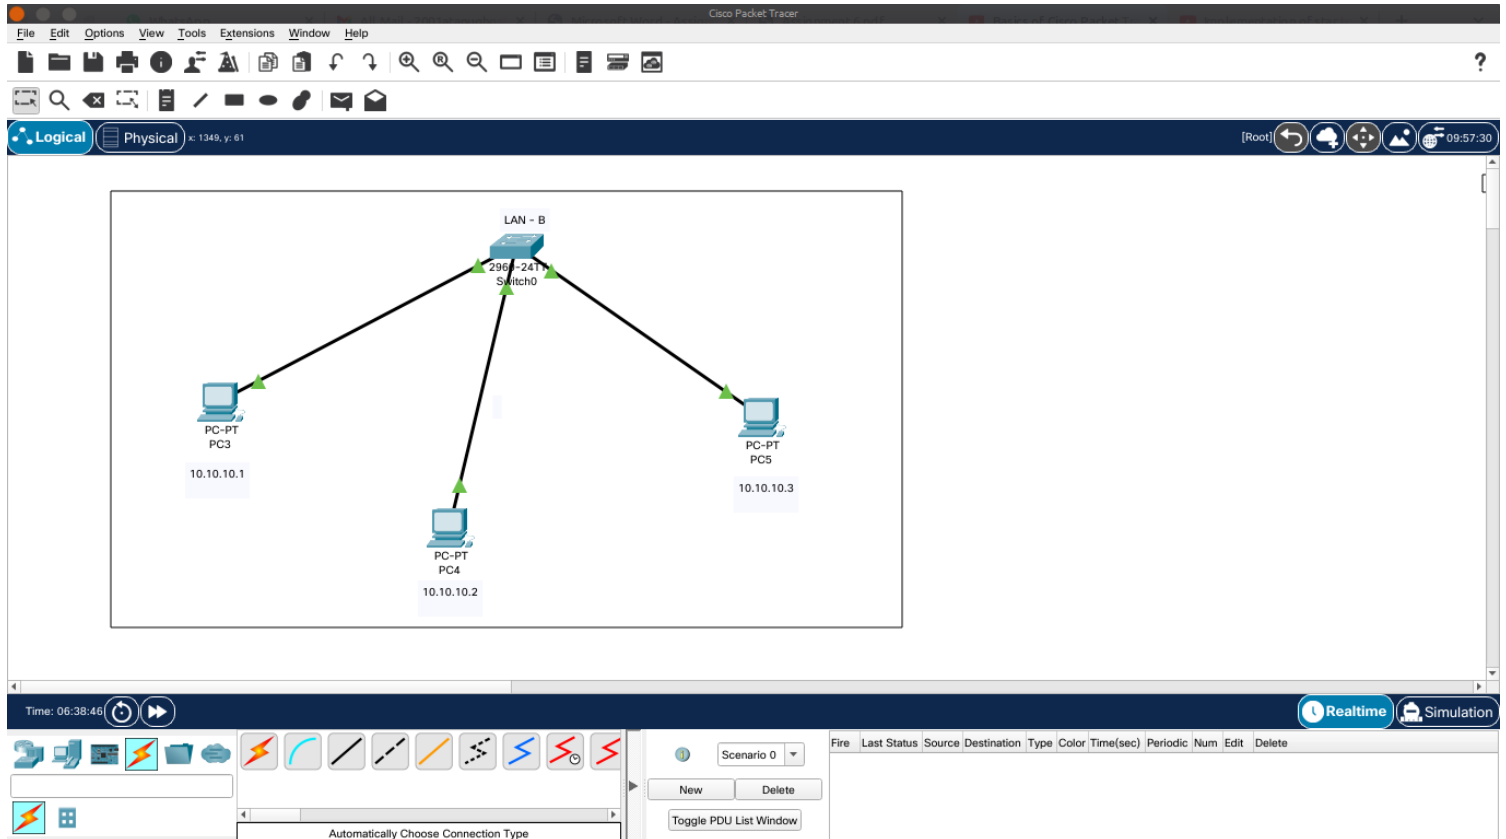 Cisco Packet Tracer
File Edit Options View Tools Extensions Window Help
?
Logical Physical x: 1349, y: 61 [Root] 09:57:30
LAN - B
Switch0
PC-PT
PC3
10.10.10.1
PC-PT
PC5
10.10.10.3
PC-PT
PC4
10.10.10.2
Time: 06:38:46 Realtime Simulation
Scenario 0
New Delete
Toggle PDU List Window
Fire Last Status Source Destination Type Color Time(sec) Periodic Num Edit Delete
Automatically Choose Connection Type